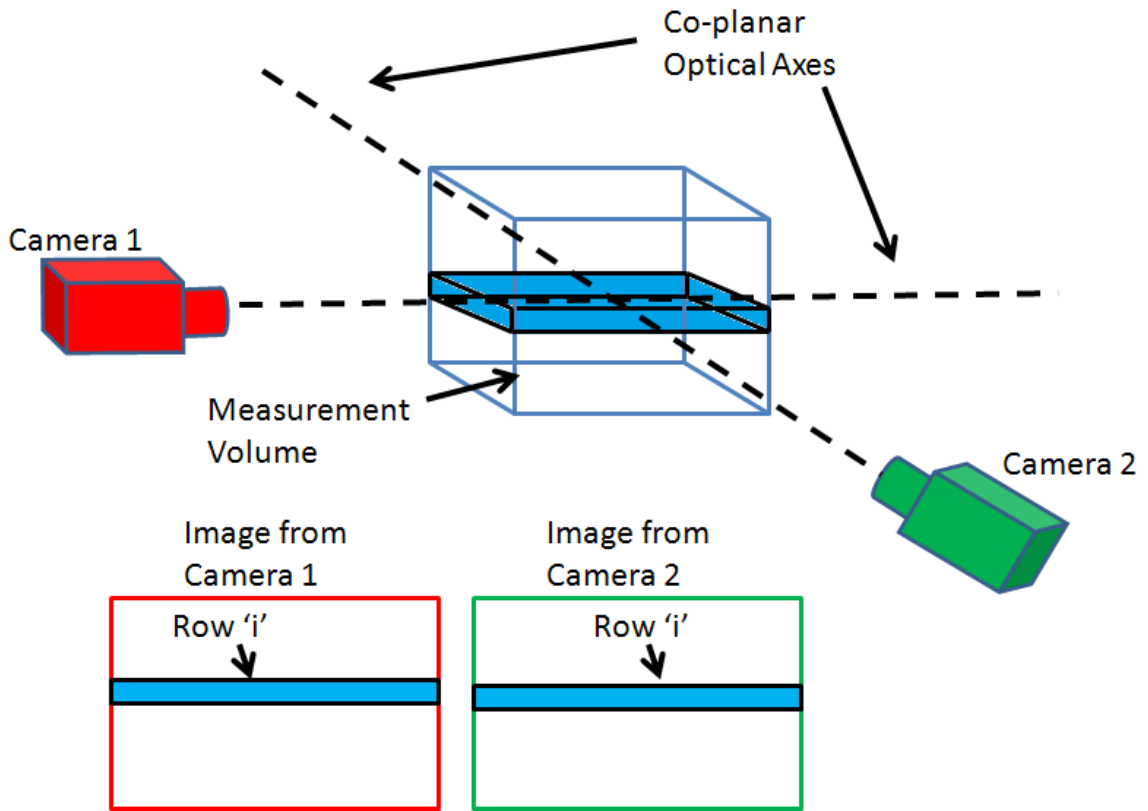 Co-planar
Optical Axes
Camera 1
Measurement
Volume
Camera 2
Image from
Camera 1
Image from
Camera 2
Row ‘i’
Row ‘i’